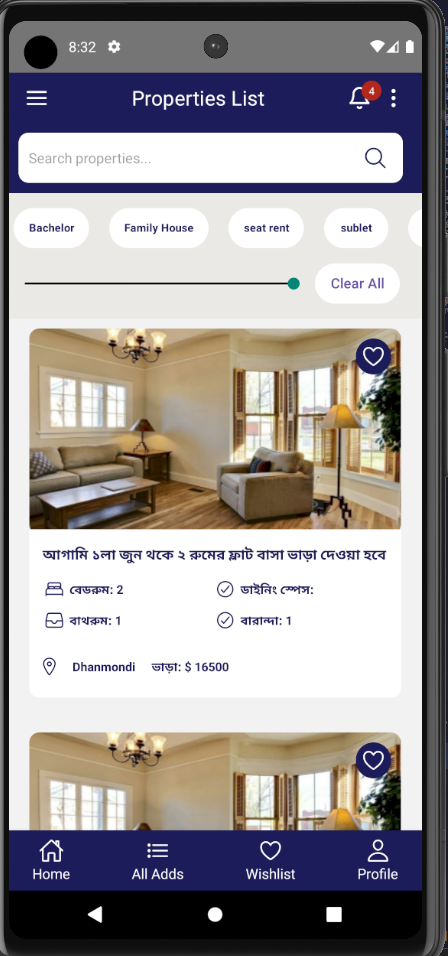 8:32
Properties List
4
Search properties...
Bachelor Family House seat rent sublet
Clear All
আগামি ১লা জুন থকে ২ রুমের ফ্লাট বাসা ভাড়া দেওয়া হবে
বেডরুম: 2 ডাইনিং স্পেস:
বাথরুম: 1 বারান্দা: 1
Dhanmondi ভাড়া: $ 16500
Home All Adds Wishlist Profile